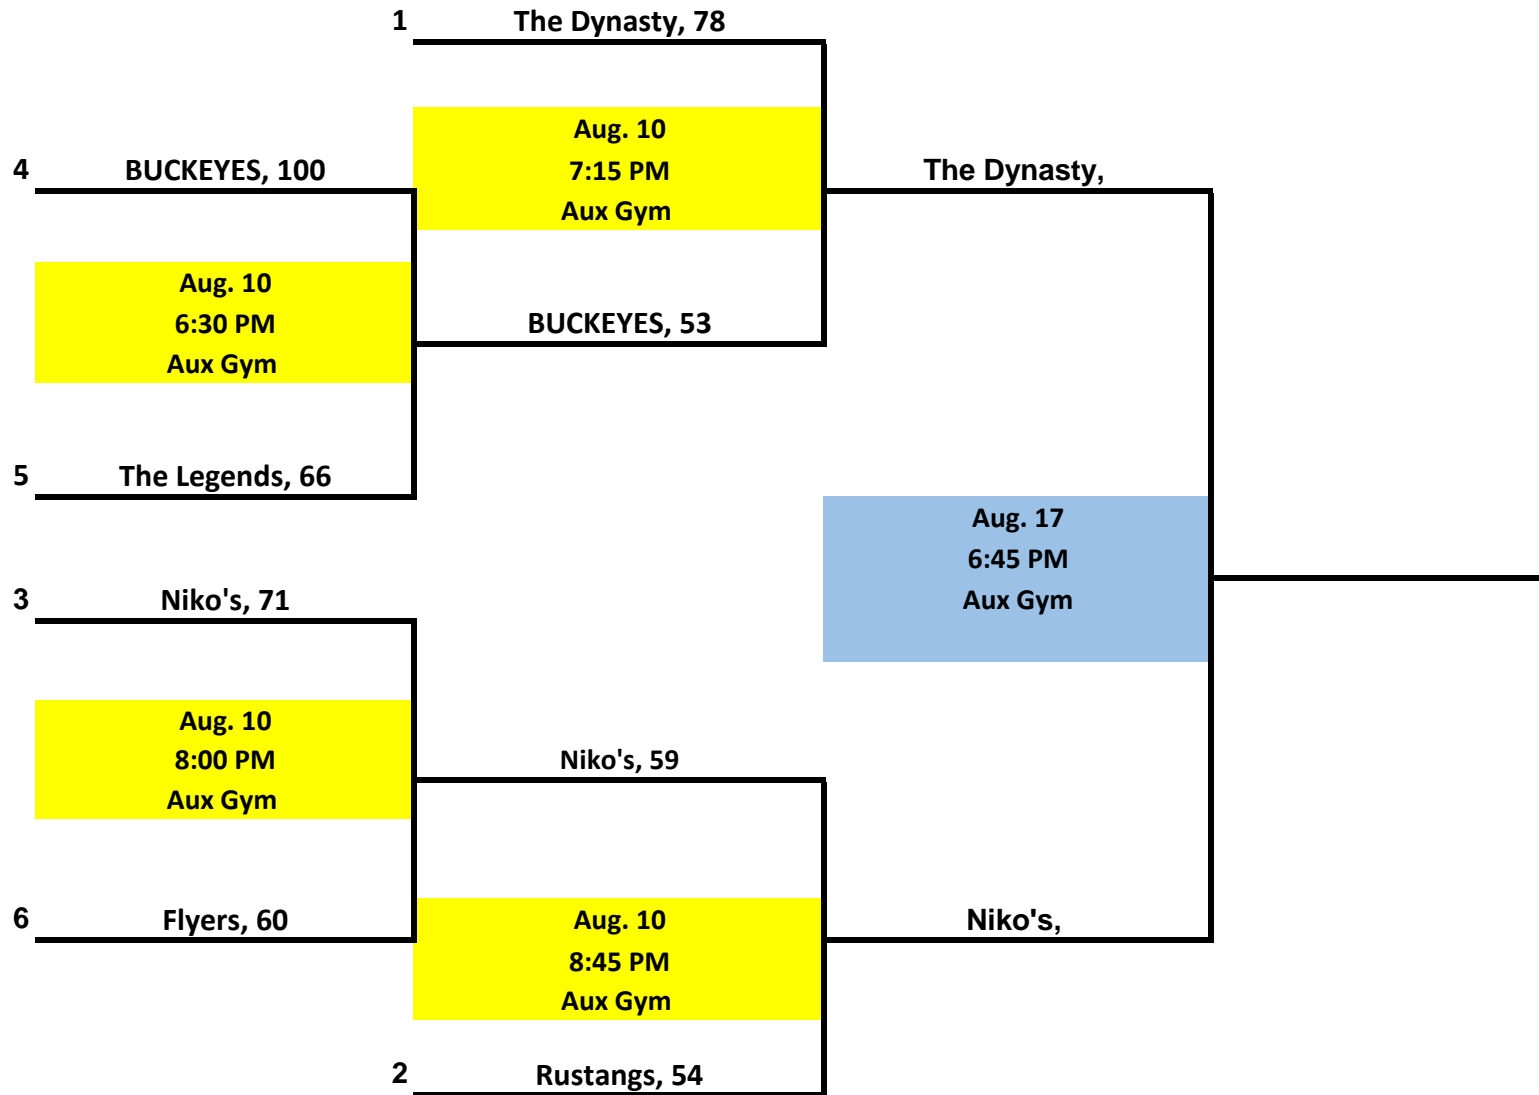 1 The Dynasty, 78
Aug. 10
7:15 PM
Aux Gym
4 BUCKEYES, 100
The Dynasty,
Aug. 10
6:30 PM
Aux Gym
BUCKEYES, 53
5 The Legends, 66
Aug. 17
6:45 PM
Aux Gym
3 Niko's, 71
Aug. 10
8:00 PM
Aux Gym
Niko's, 59
6 Flyers, 60
Aug. 10
8:45 PM
Aux Gym
Niko's,
2 Rustangs, 54